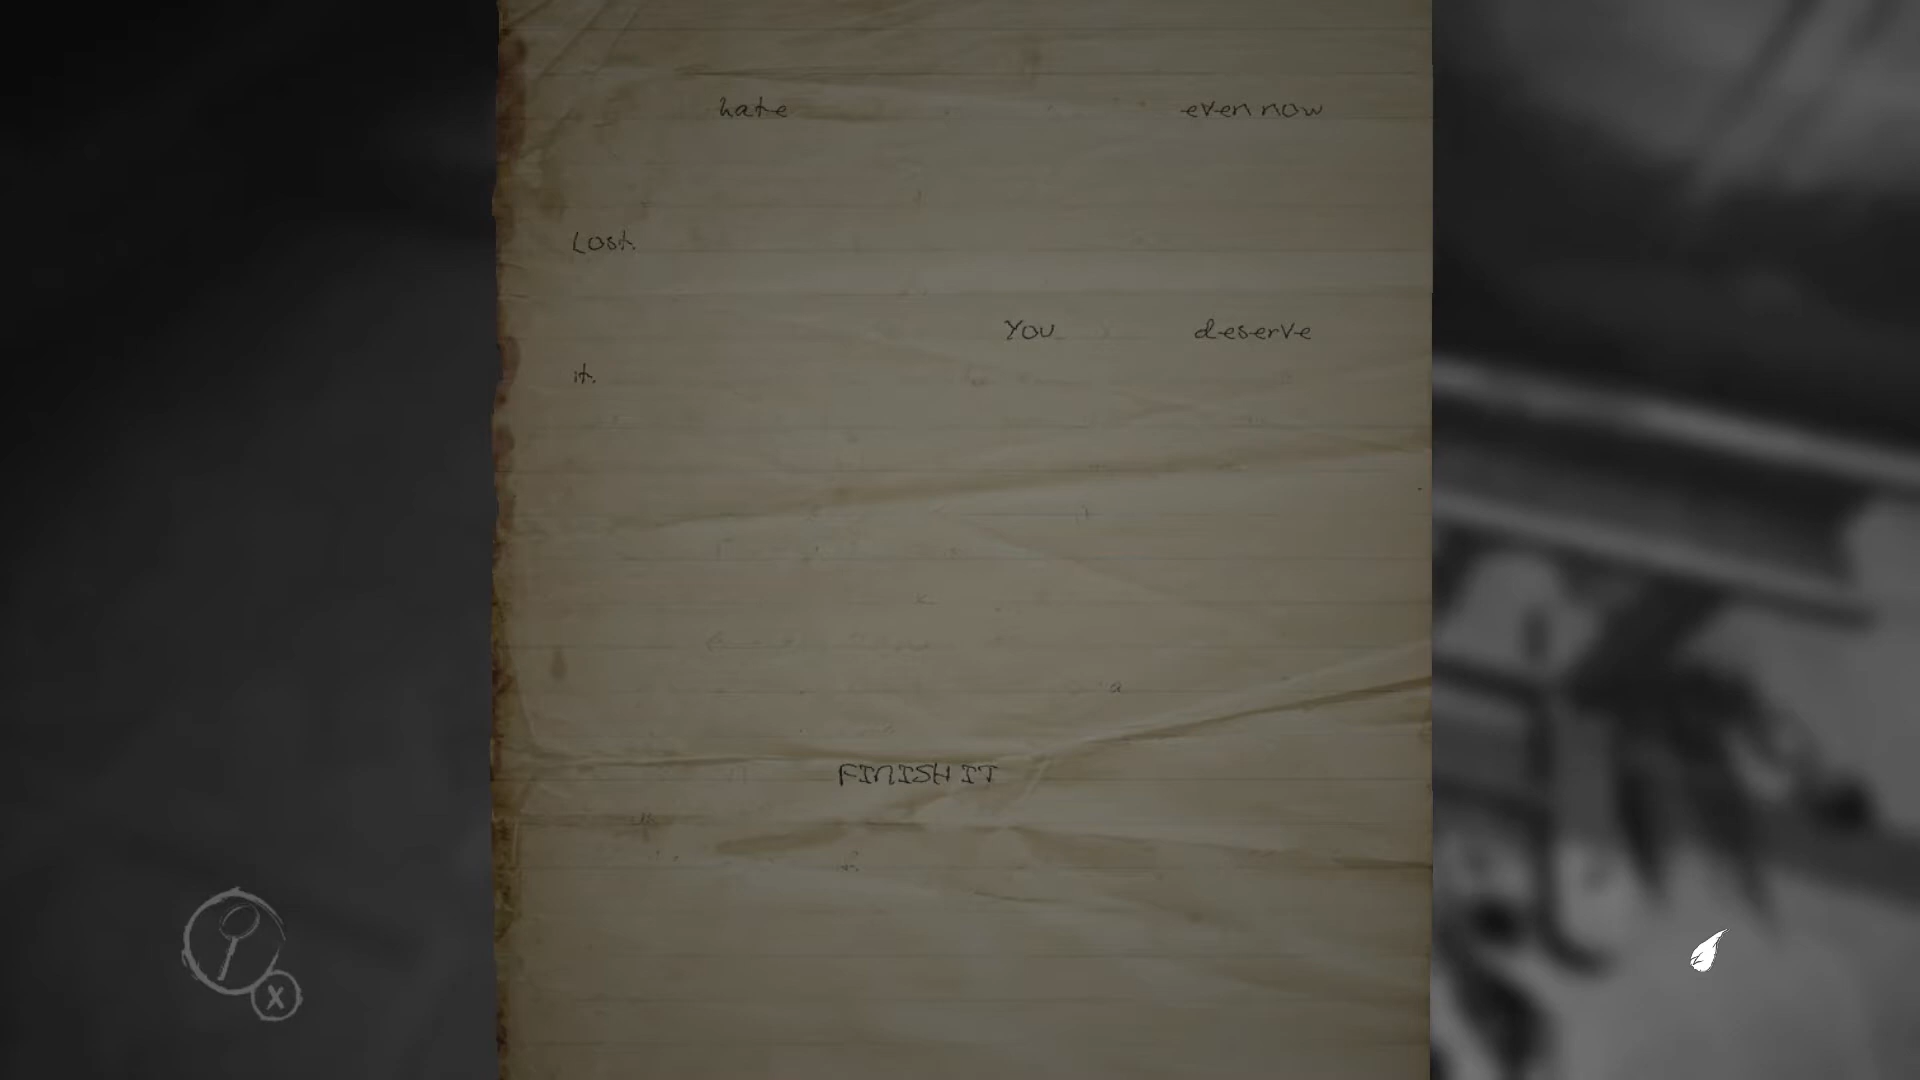 hate even now
Lost.
You deserve
it.
a
FINISH IT
X